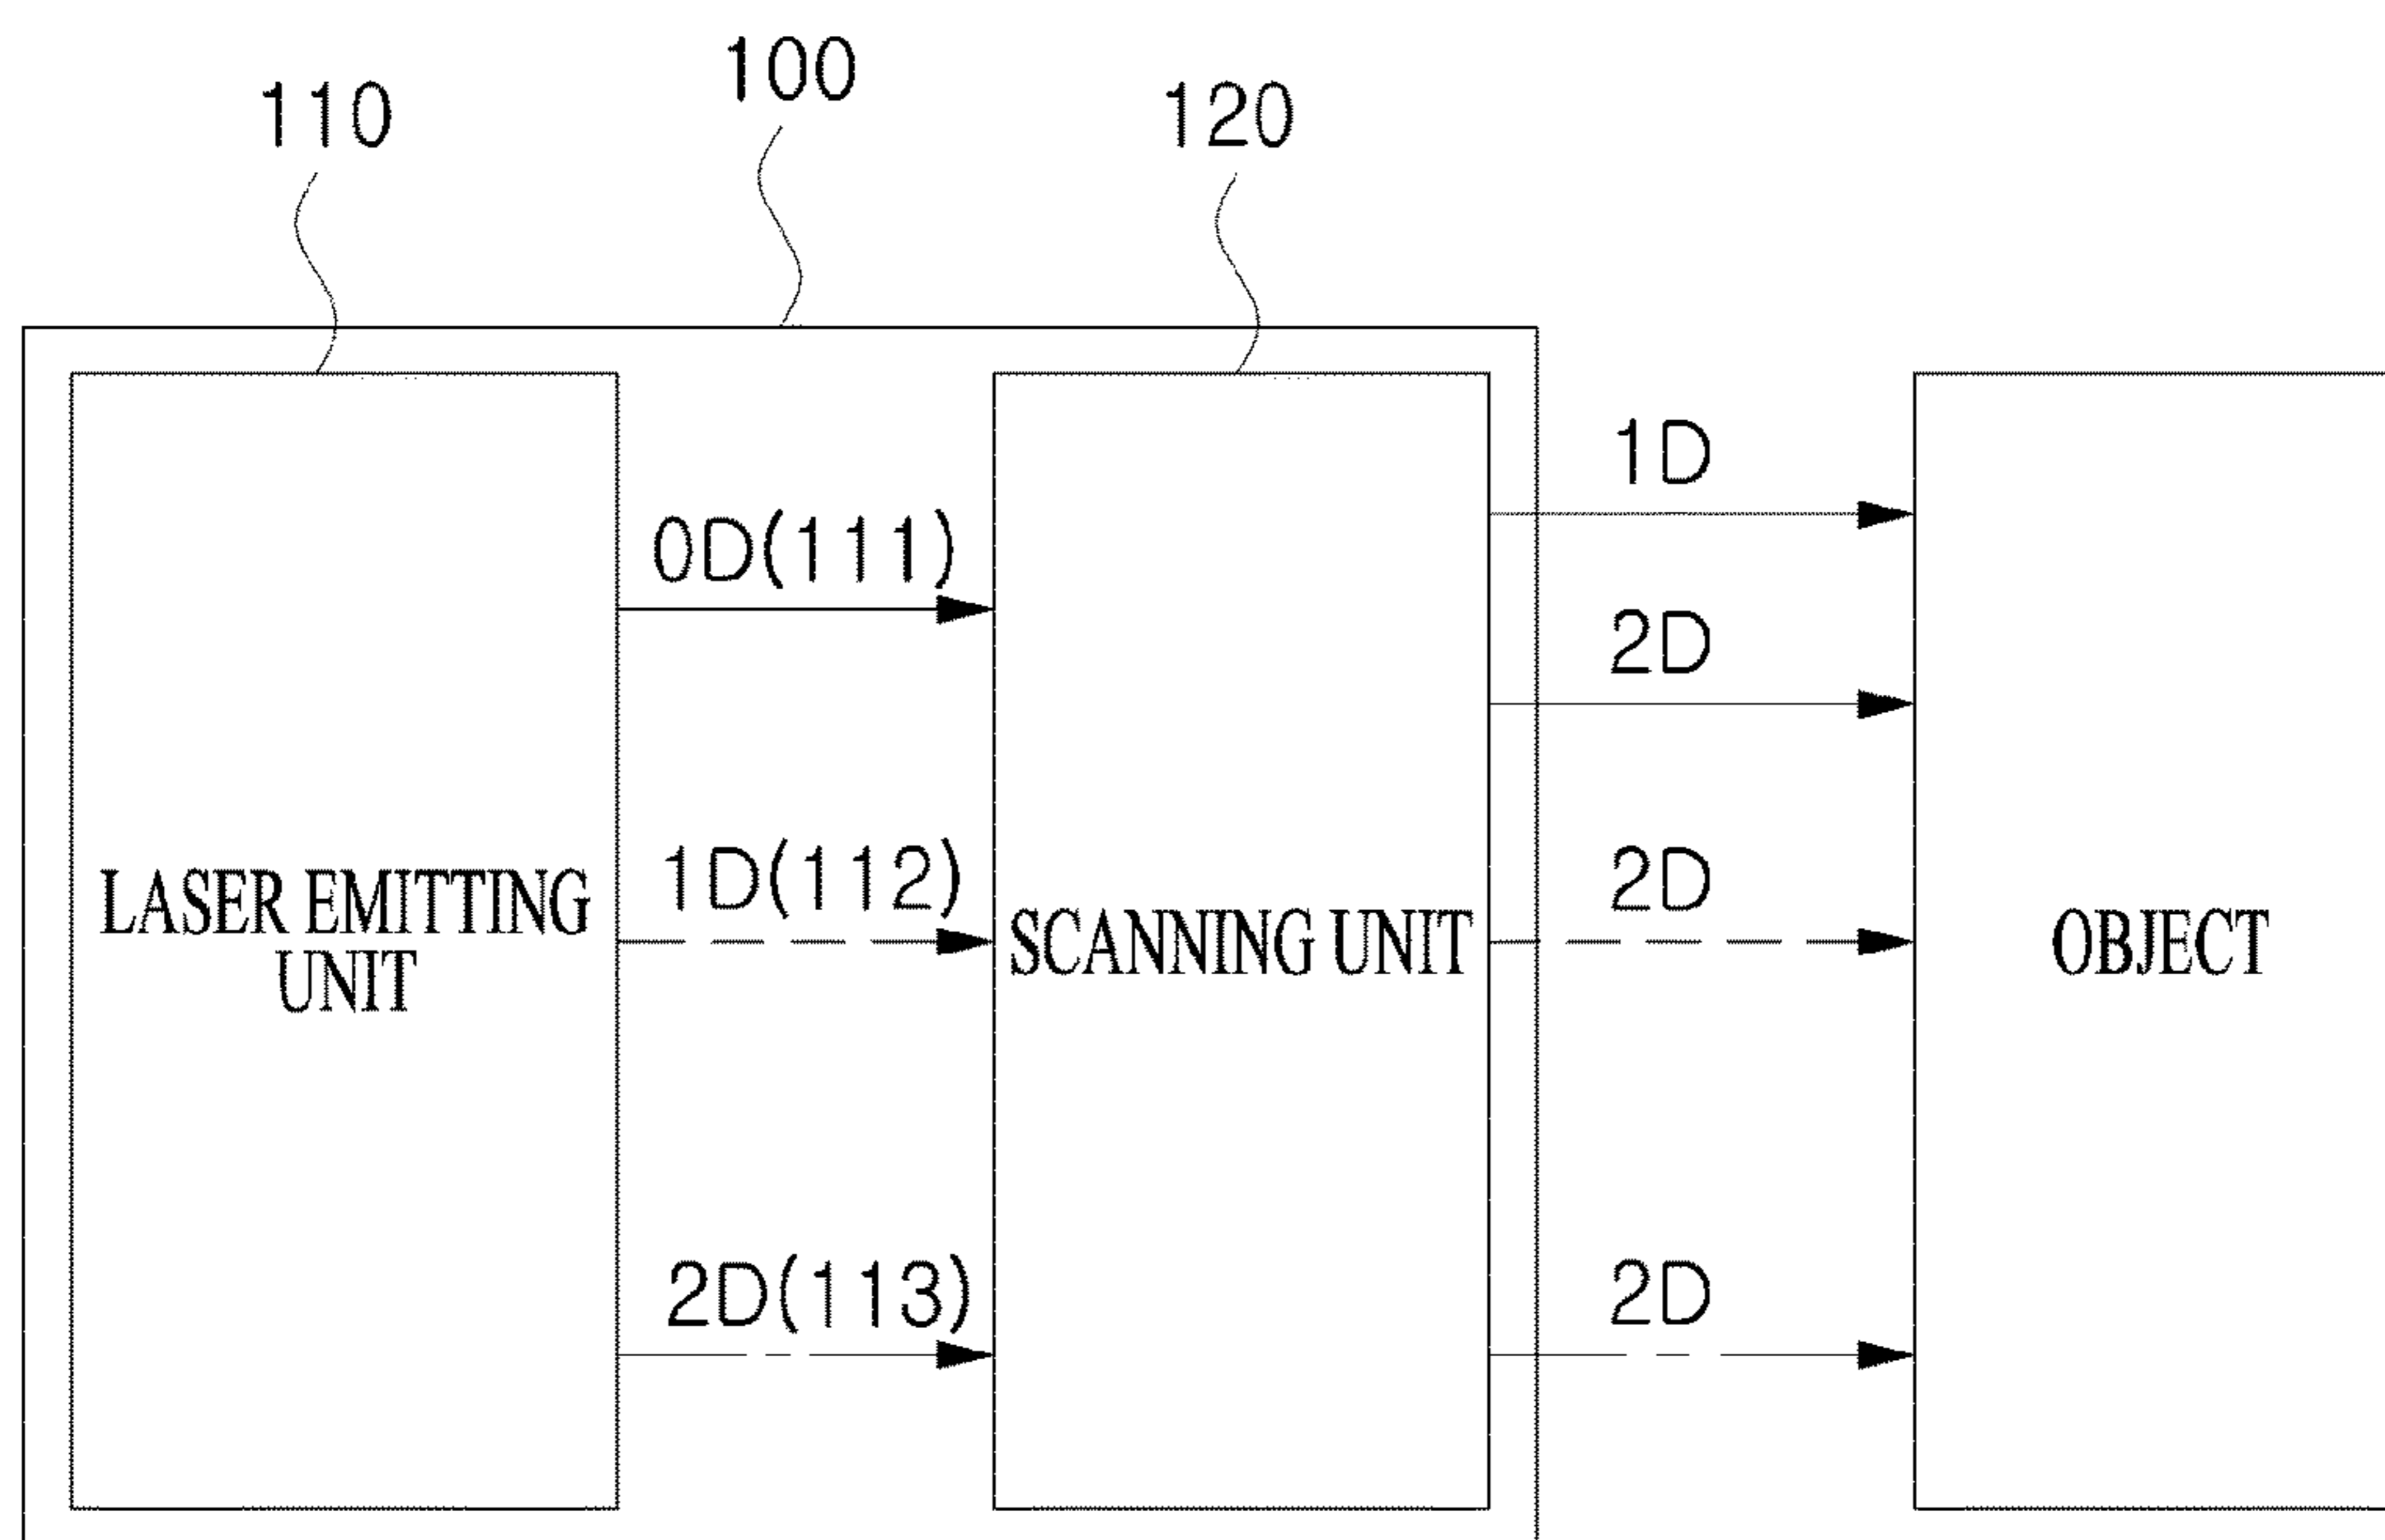 100
110
120
1D
0D(111)
2D
1D(112)
2D
LASER EMITTING
UNIT
SCANNING UNIT
OBJECT
2D(113)
2D